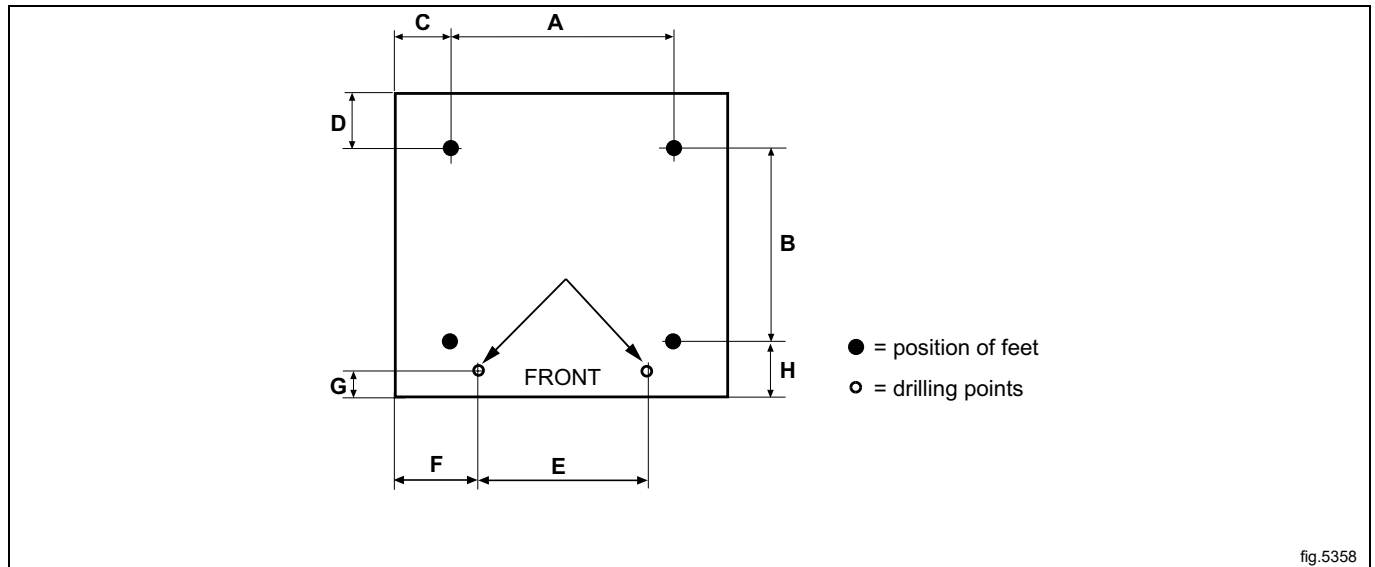 C
A
D
B
● = position of feet
H
FRONT
G
○ = drilling points
F
E
fig.5358